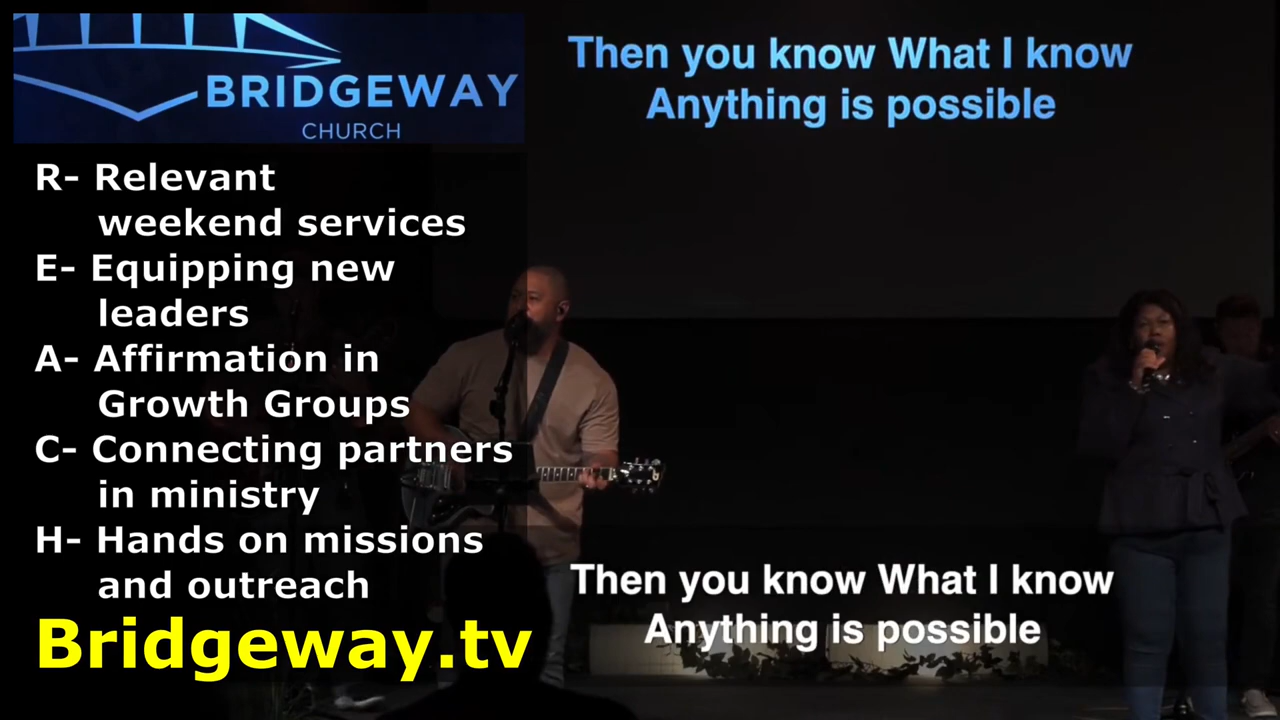 BRIDGEWAY
CHURCH
R- Relevant
weekend services
E- Equipping new
leaders
A- Affirmation in
Growth Groups
C- Connecting partners
in ministry
H- Hands on missions
and outreach
Bridgeway.tv
Then you know What I know
Anything is possible
Then you know What I know
Anything is possible